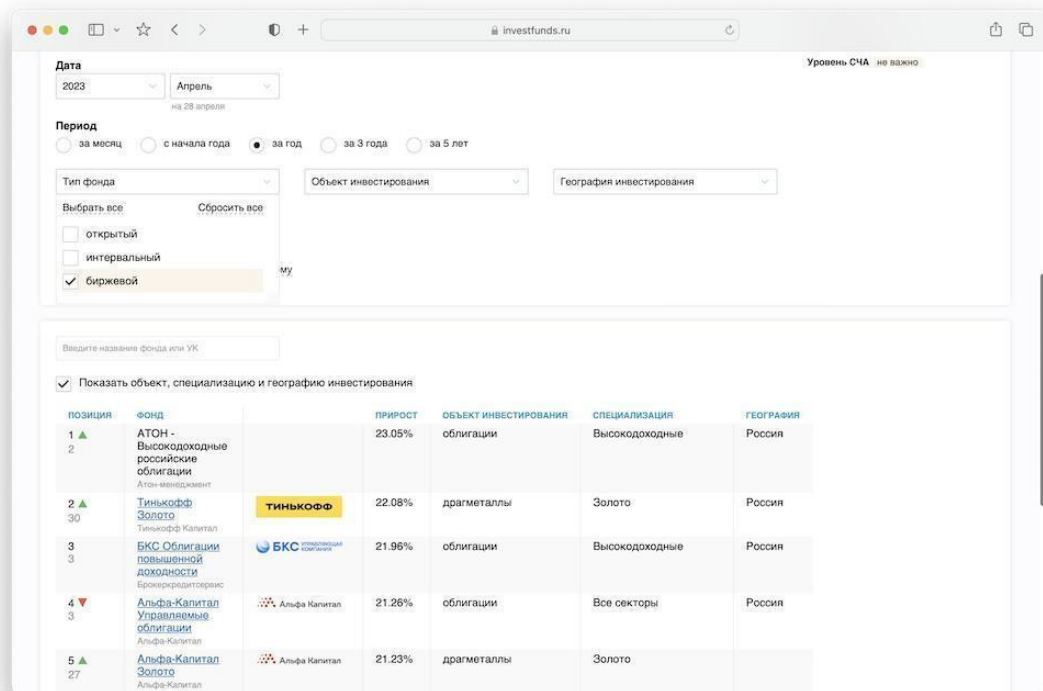 investfunds.ru
Дата
Уровень СЧА не важно
2023
Апрель
на 28 апреля
Период
за месяц
с начала года
за год
за 3 года
за 5 лет
Тип фонда
Объект инвестирования
География инвестирования
Выбрать все
Сбросить все
открытый
интервальный
биржевой
ому
Введите название фонда или УК
Показать объект, специализацию и географию инвестирования
ПОЗИЦИЯ ФОНД ПРИРОСТ ОБЪЕКТ ИНВЕСТИРОВАНИЯ СПЕЦИАЛИЗАЦИЯ ГЕОГРАФИЯ
1 АТОН - 23.05% облигации Высокодоходные Россия
2 Высокодоходные
российские
облигации
Атон-менеджмент
2 Тинькофф ТИНЬКОФФ 22.08% драгметаллы Золото Россия
30 Золото
Тинькофф Капитал
3 БКС Облигации БКС УПРАВЛЯЮЩАЯ КОМПАНИЯ 21.96% облигации Высокодоходные Россия
3 повышенной
доходности
Брокеркредитсервис
4 Альфа-Капитал Альфа Капитал 21.26% облигации Все секторы Россия
3 Управляемые
облигации
Альфа-Капитал
5 Альфа-Капитал Альфа Капитал 21.23% драгметаллы Золото
27 Золото
Альфа-Капитал